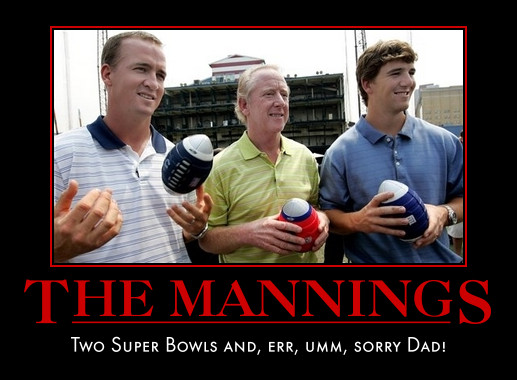 THE MANNINGS
TWO SUPER BOWLS AND, ERR, UMM, SORRY DAD!